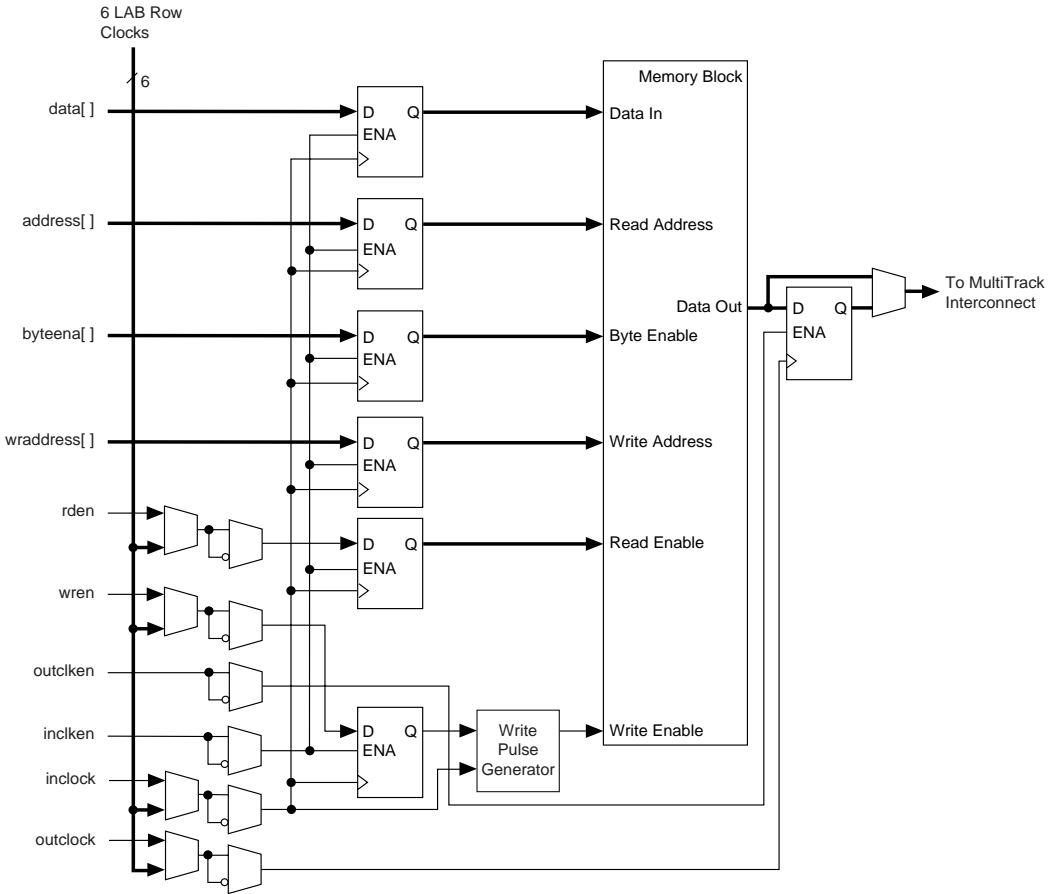 6 LAB Row
Clocks
6
Memory Block
data[ ]
D Q
ENA
Data In
address[ ]
D Q
ENA
Read Address
To MultiTrack
Interconnect
Data Out
D Q
ENA
byteena[ ]
D Q
ENA
Byte Enable
wraddress[ ]
D Q
ENA
Write Address
rden
D Q
ENA
Read Enable
wren
outclken
inclken
D Q
ENA
Write
Pulse
Generator
Write Enable
inclock
outclock